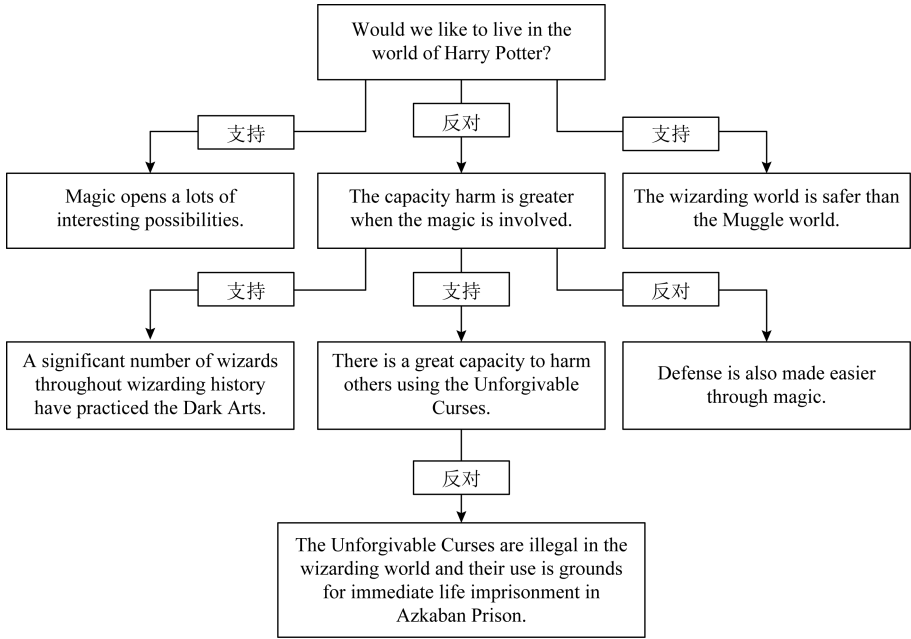 Would we like to live in the
world of Harry Potter?
支持
反对
支持
Magic opens a lots of
interesting possibilities.
The capacity harm is greater
when the magic is involved.
The wizarding world is safer than
the Muggle world.
支持
支持
反对
A significant number of wizards
throughout wizarding history
have practiced the Dark Arts.
There is a great capacity to harm
others using the Unforgivable
Curses.
Defense is also made easier
through magic.
反对
The Unforgivable Curses are illegal in the
wizarding world and their use is grounds
for immediate life imprisonment in
Azkaban Prison.